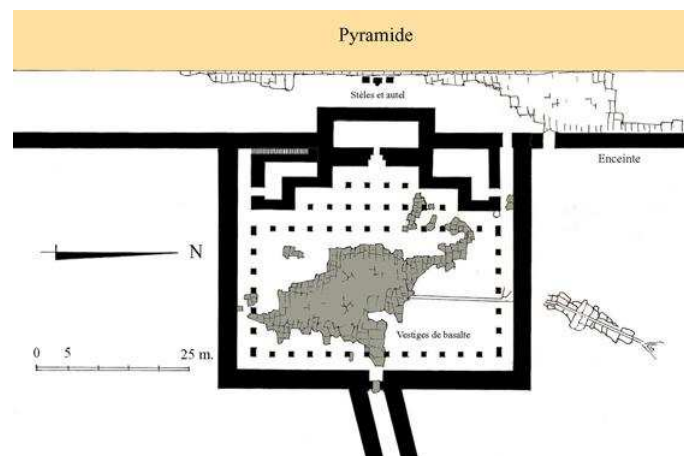 Pyramide
Stèles et autel
Enceinte
N
Vestiges de basalte
0 5 25 m.